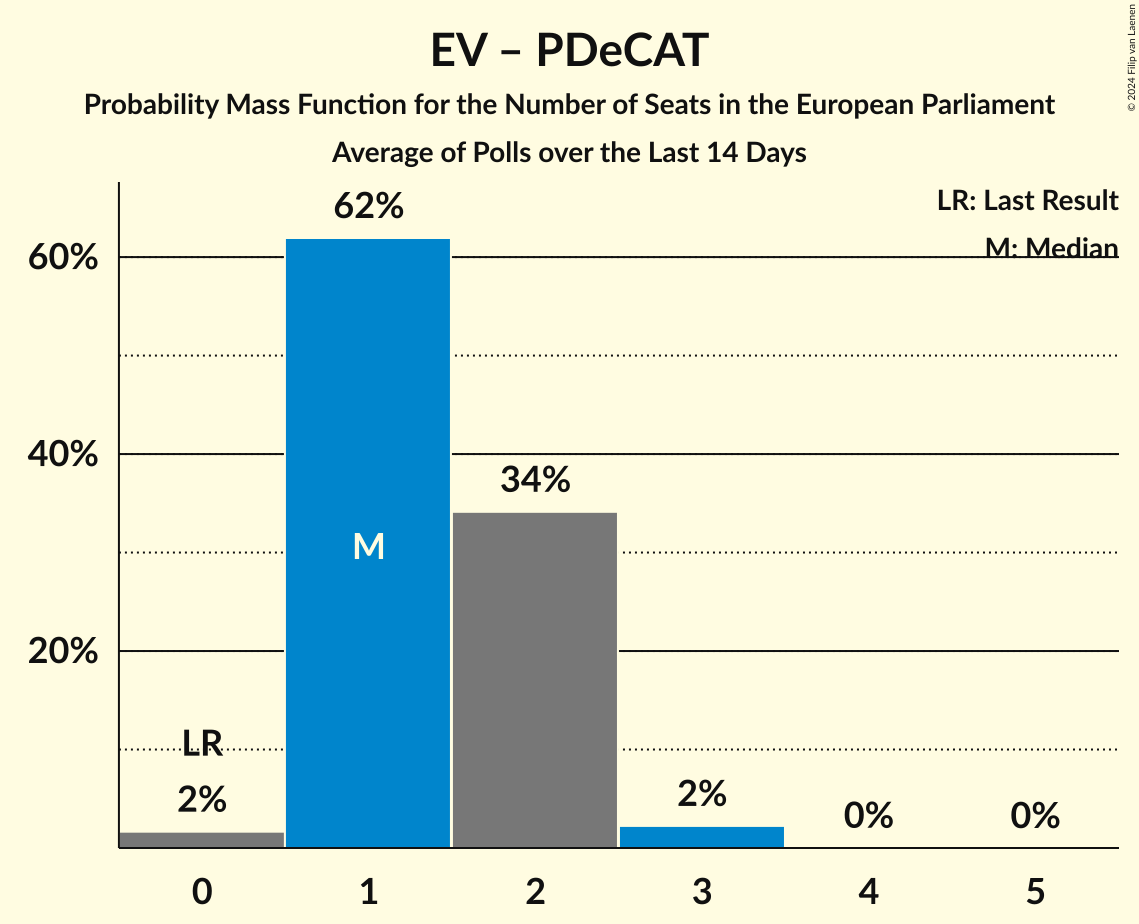 EV – PDeCAT
Probability Mass Function for the Number of Seats in the European Parliament
Average of Polls over the Last 14 Days
© 2024 Filip van Laenen
LR: Last Result
M: Median
62%
60%
40%
34%
M
20%
LR
2%
2%
0%
0%
0 1 2 3 4 5